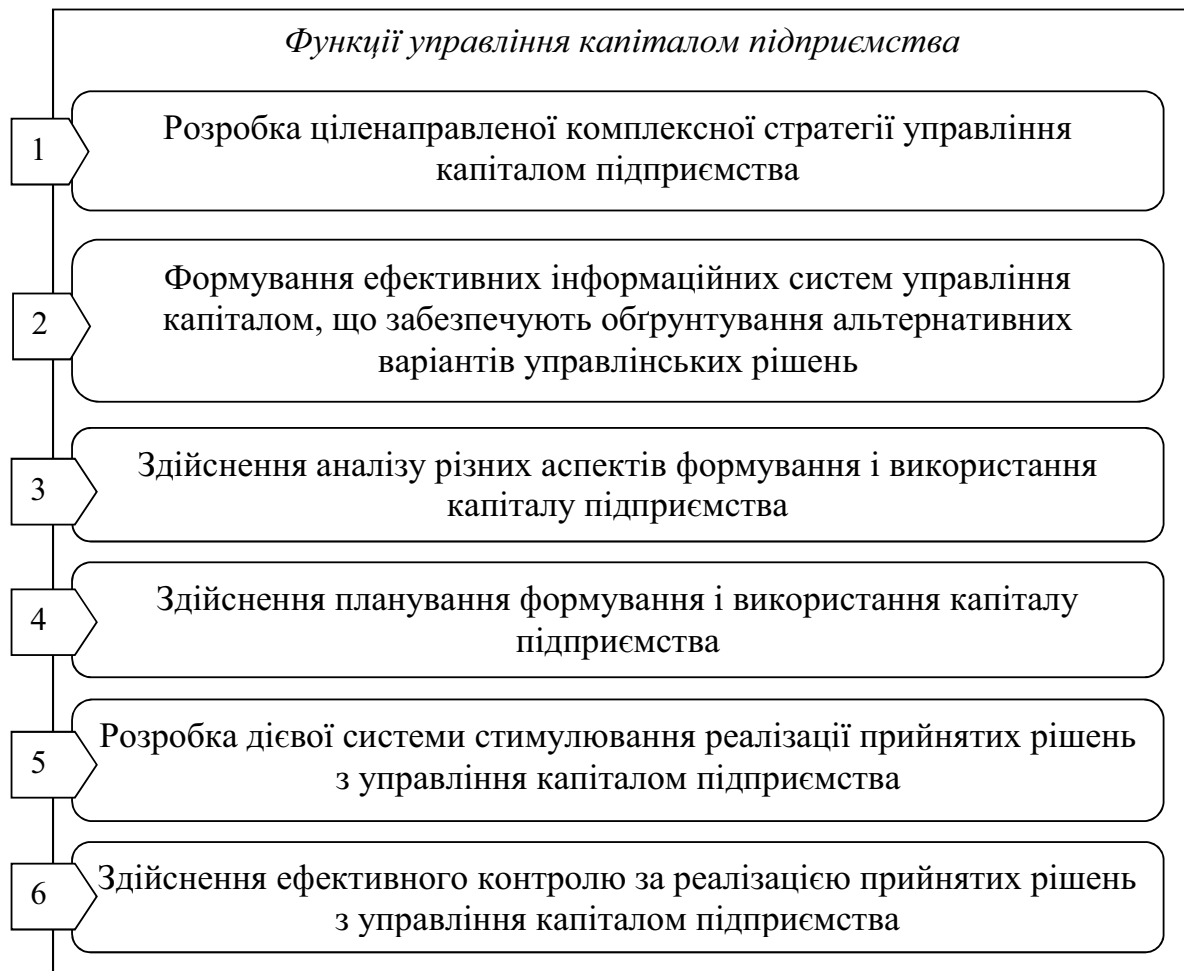 Функції управління капіталом підприємства
1
Розробка ціленаправленої комплексної стратегії управління
капіталом підприємства
2
Формування ефективних інформаційних систем управління
капіталом, що забезпечують обґрунтування альтернативних
варіантів управлінських рішень
3
Здійснення аналізу різних аспектів формування і використання
капіталу підприємства
4
Здійснення планування формування і використання капіталу
підприємства
5
Розробка дієвої системи стимулювання реалізації прийнятих рішень
з управління капіталом підприємства
6
Здійснення ефективного контролю за реалізацією прийнятих рішень
з управління капіталом підприємства